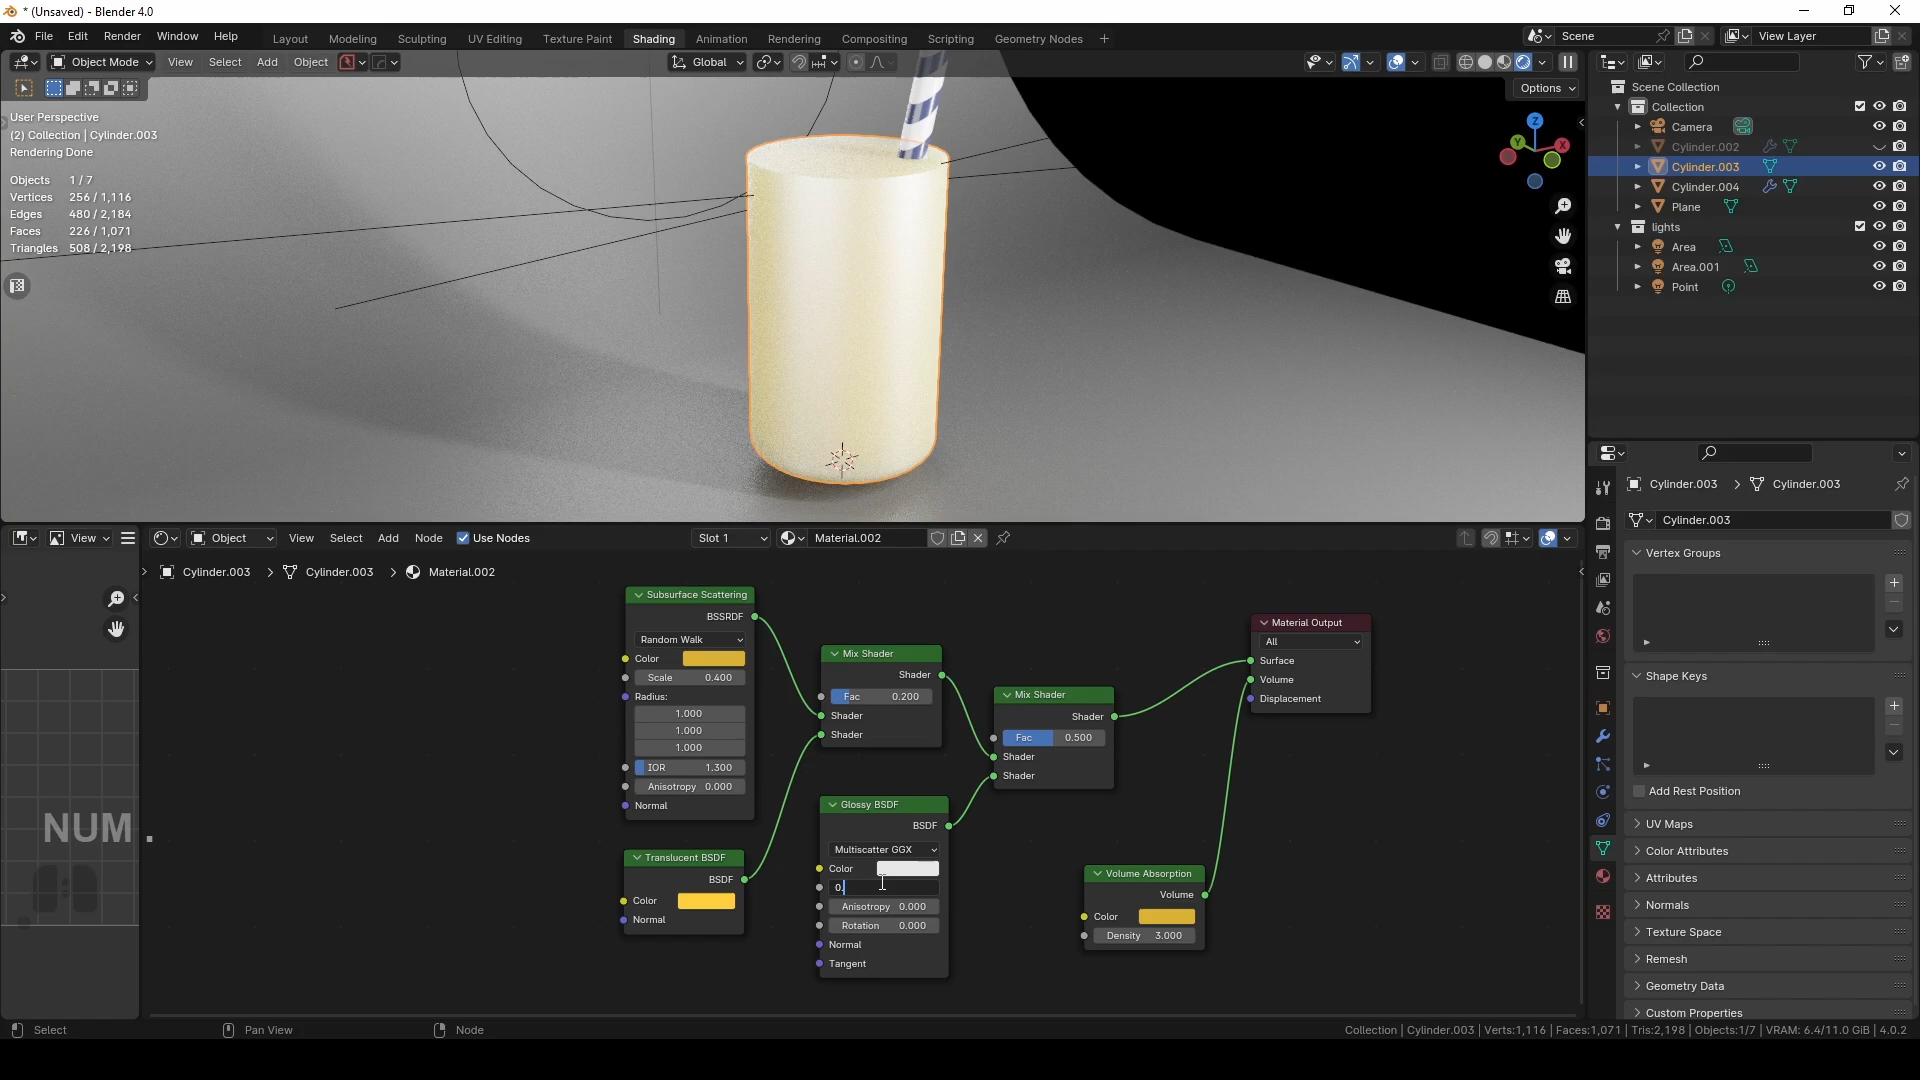 * (Unsaved) - Blender 4.0
File Edit Render Window Help
Layout Modeling Sculpting UV Editing Texture Paint Shading Animation Rendering Compositing Scripting Geometry Nodes +
Scene
View Layer
Object Mode View Select Add Object
Global
Options
User Perspective
(2) Collection | Cylinder.003
Rendering Done
Objects 1 / 7
Vertices 256 / 1,116
Edges 480 / 2,184
Faces 226 / 1,071
Triangles 508 / 2,198
Z
Y
X
Scene Collection
Collection
Camera
Cylinder.002
Cylinder.003
Cylinder.004
Plane
lights
Area
Area.001
Point
View
Object View Select Add Node Use Nodes
Slot 1
Material.002
Cylinder.003 > Cylinder.003 > Material.002
NUM .
Subsurface Scattering
BSSRDF
Random Walk
Color
Scale 0.400
Radius:
1.000
1.000
1.000
IOR 1.300
Anisotropy 0.000
Normal
Translucent BSDF
BSDF
Color
Normal
Mix Shader
Shader
Fac 0.200
Shader
Shader
Glossy BSDF
BSDF
Multiscatter GGX
Color
0.
Anisotropy 0.000
Rotation 0.000
Normal
Tangent
Mix Shader
Shader
Fac 0.500
Shader
Shader
Volume Absorption
Volume
Color
Density 3.000
Material Output
All
Surface
Volume
Displacement
Cylinder.003 > Cylinder.003
Cylinder.003
Vertex Groups
Shape Keys
Add Rest Position
UV Maps
Color Attributes
Attributes
Normals
Texture Space
Remesh
Geometry Data
Custom Properties
Select
Pan View
Node
Collection | Cylinder.003 | Verts:1,116 | Faces:1,071 | Tris:2,198 | Objects:1/7 | VRAM: 6.4/11.0 GiB | 4.0.2